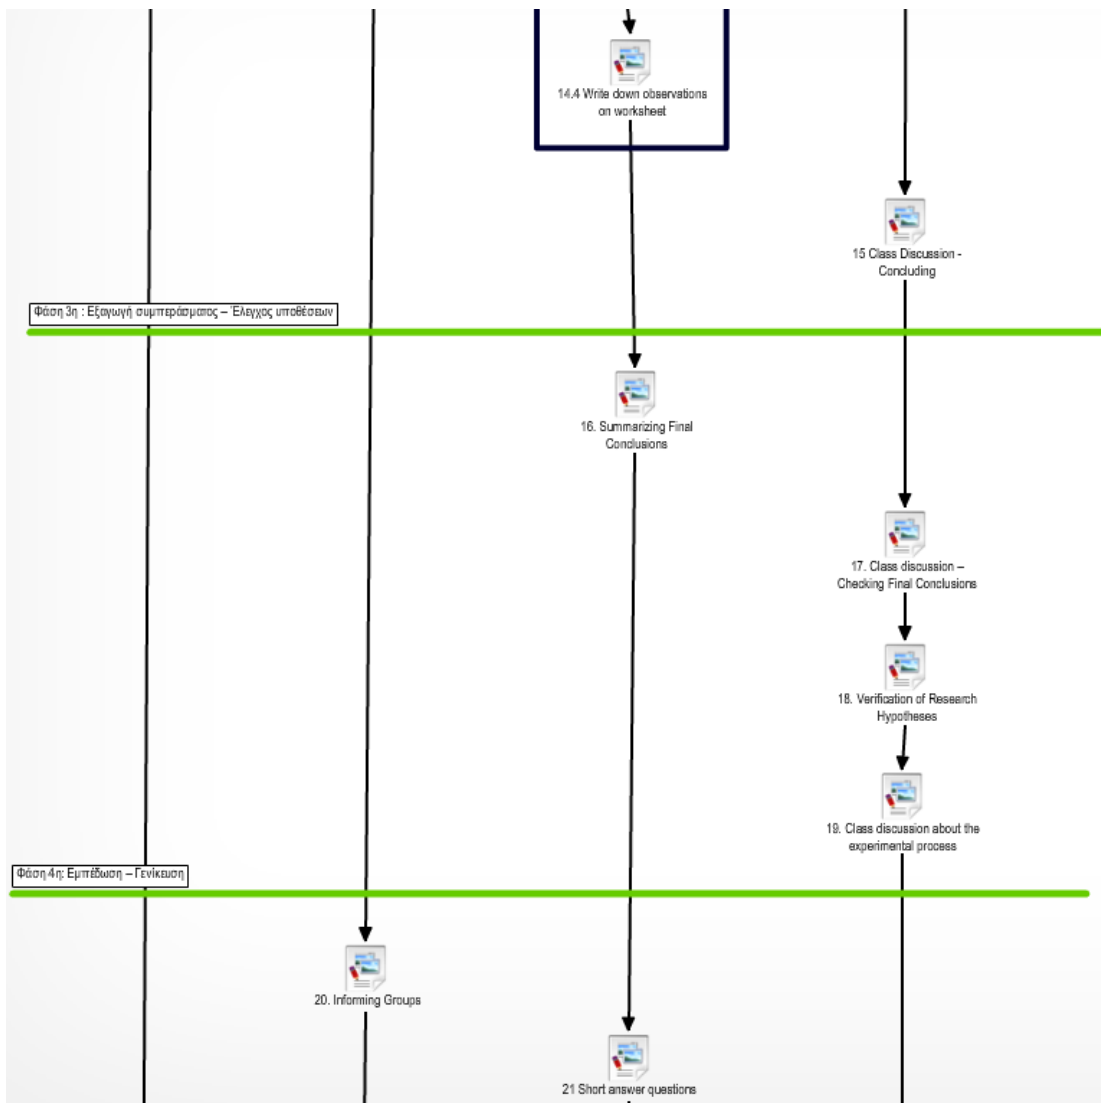 14.4 Write down observations
on worksheet
15 Class Discussion -
Concluding
Φάση 3η : Εξαγωγή συμπεράσματος – Έλεγχος υποθέσεων
16. Summarizing Final
Conclusions
17. Class discussion –
Checking Final Conclusions
18. Verification of Research
Hypotheses
19. Class discussion about the
experimental process
Φάση 4η: Εμπέδωση – Γενίκευση
20. Informing Groups
21 Short answer questions